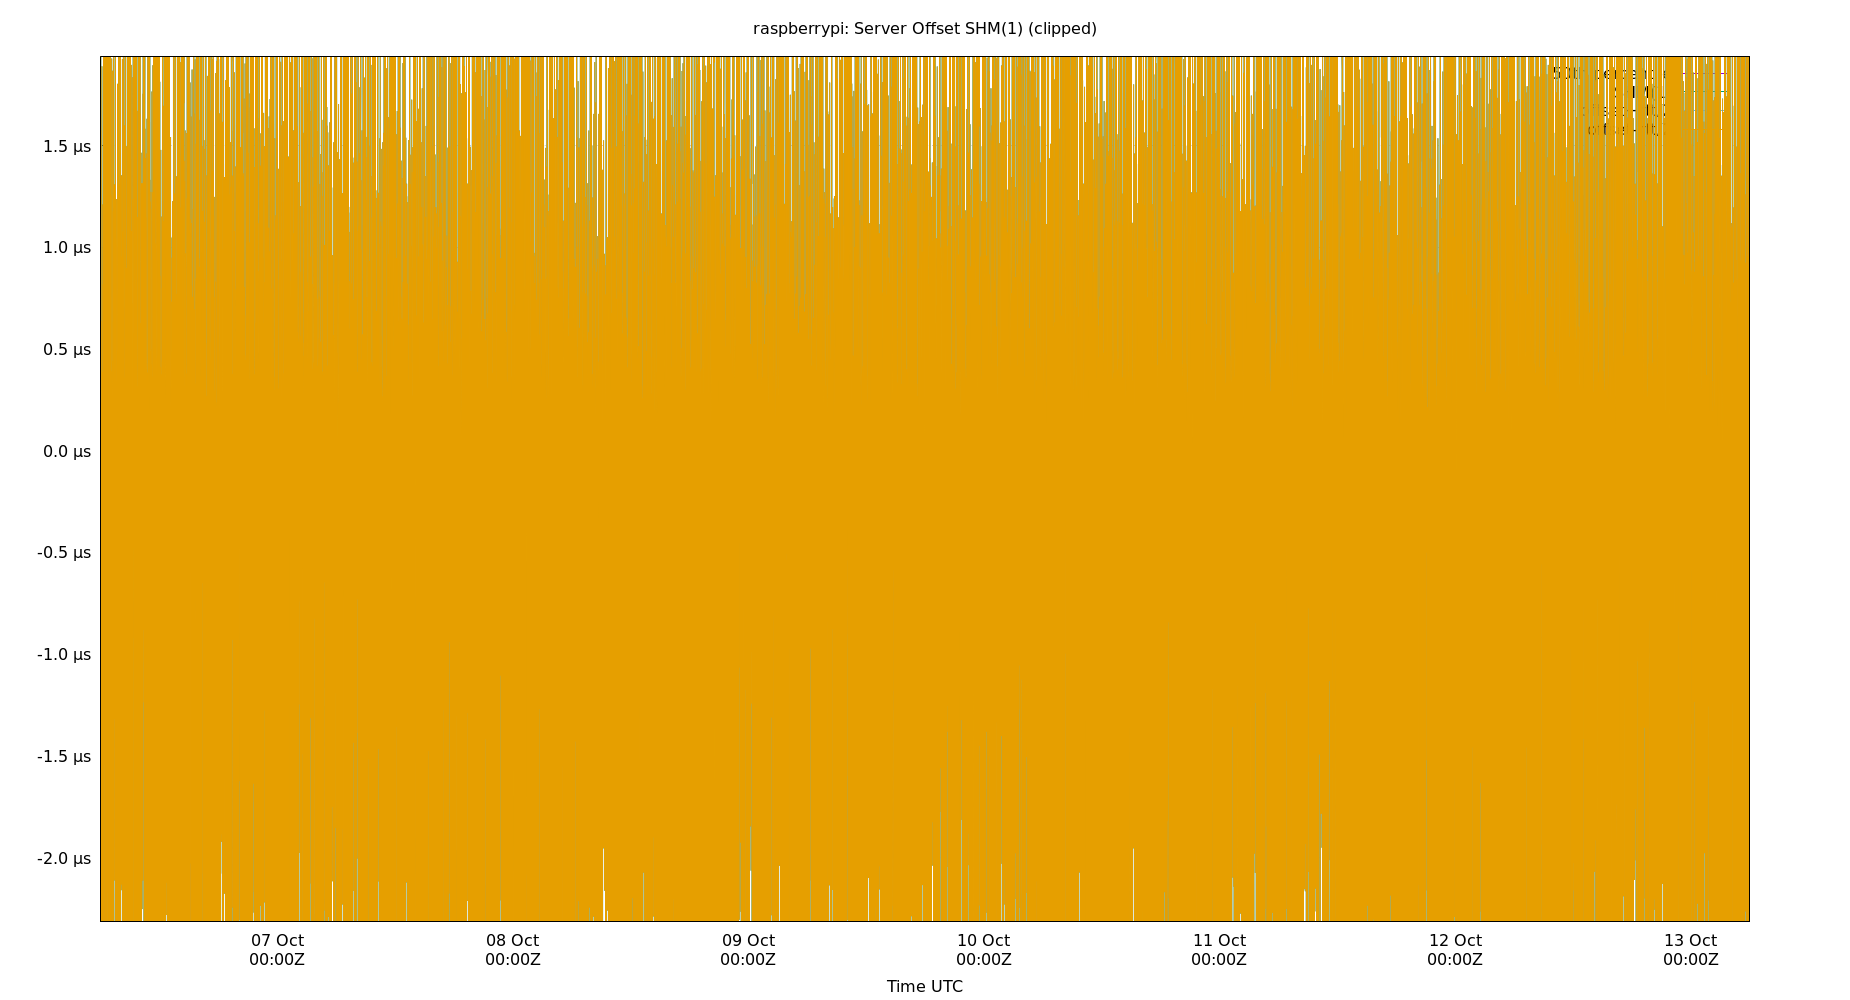 raspberrypi: Server Offset SHM(1) (clipped)
1.5 µs
1.0 µs
0.5 µs
0.0 µs
-0.5 µs
-1.0 µs
-1.5 µs
-2.0 µs
07 Oct 08 Oct 09 Oct 10 Oct 11 Oct 12 Oct 13 Oct
00:00Z 00:00Z 00:00Z 00:00Z 00:00Z 00:00Z 00:00Z
Time UTC